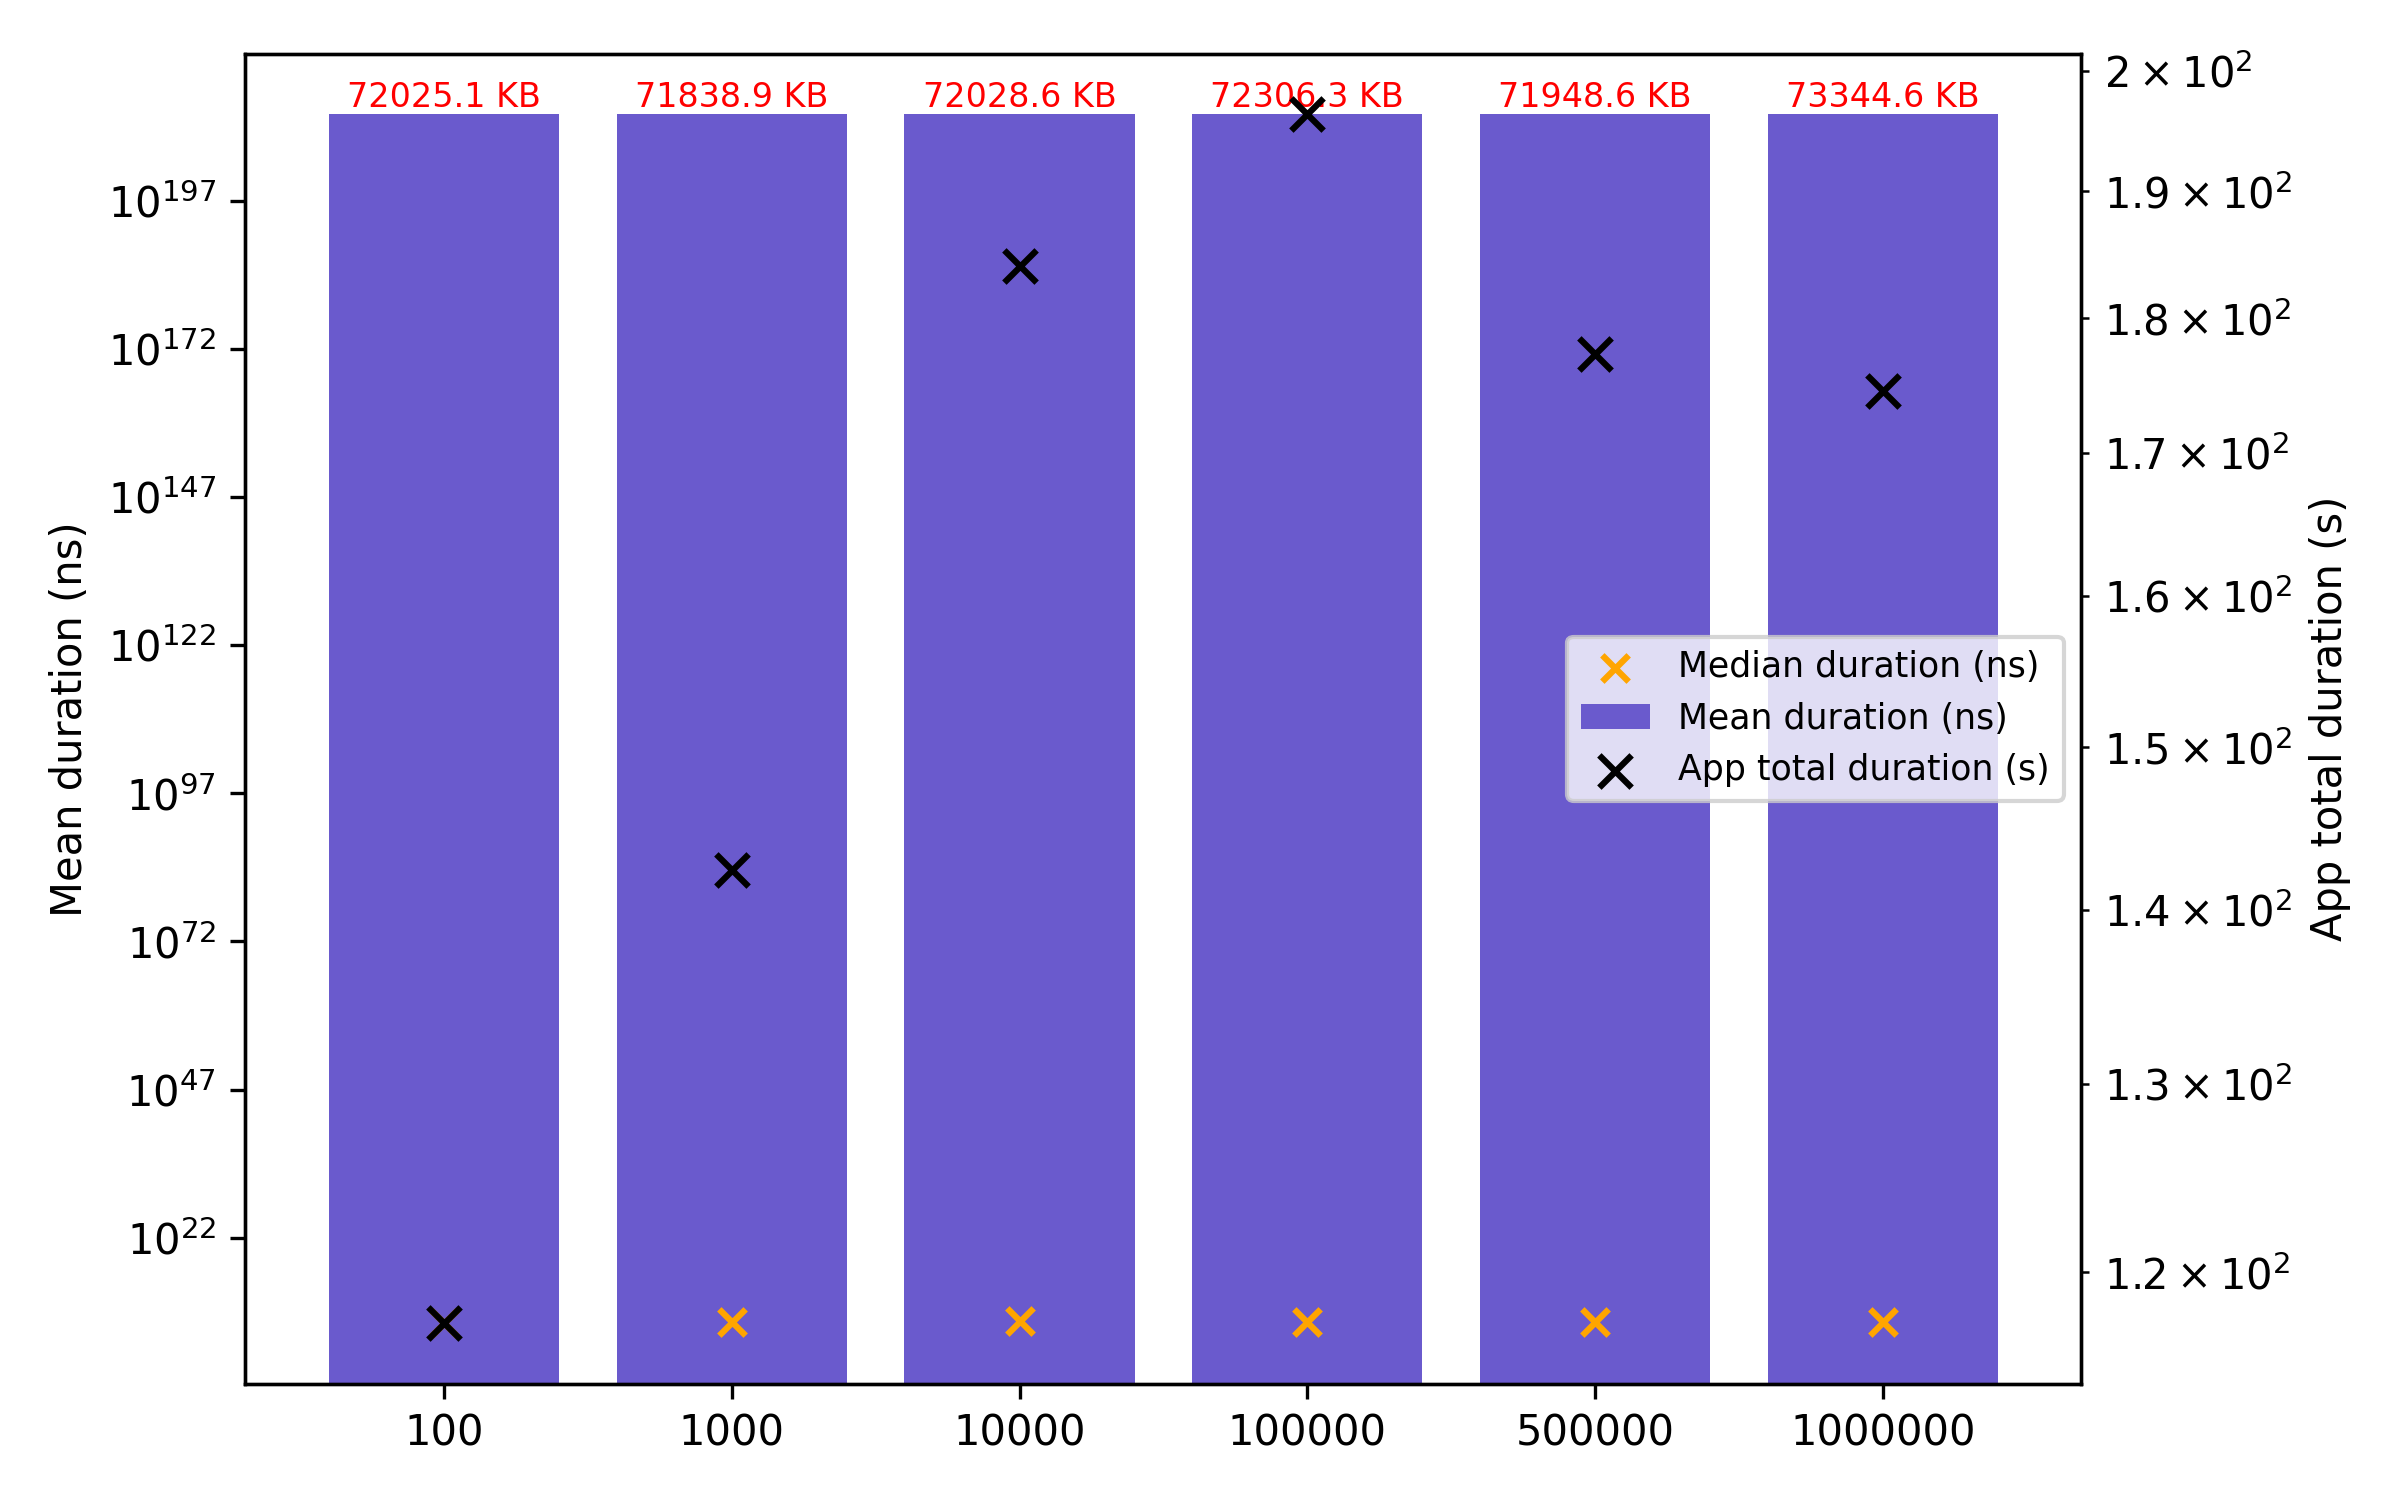 72025.1 KB
71838.9 KB
72028.6 KB
72306.3 KB
71948.6 KB
73344.6 KB
Mean duration (ns)
10^197
10^172
10^147
10^122
10^97
10^72
10^47
10^22
2 × 10^2
1.9 × 10^2
1.8 × 10^2
1.7 × 10^2
1.6 × 10^2
1.5 × 10^2
1.4 × 10^2
1.3 × 10^2
1.2 × 10^2
App total duration (s)
Median duration (ns)
Mean duration (ns)
App total duration (s)
100
1000
10000
100000
500000
1000000